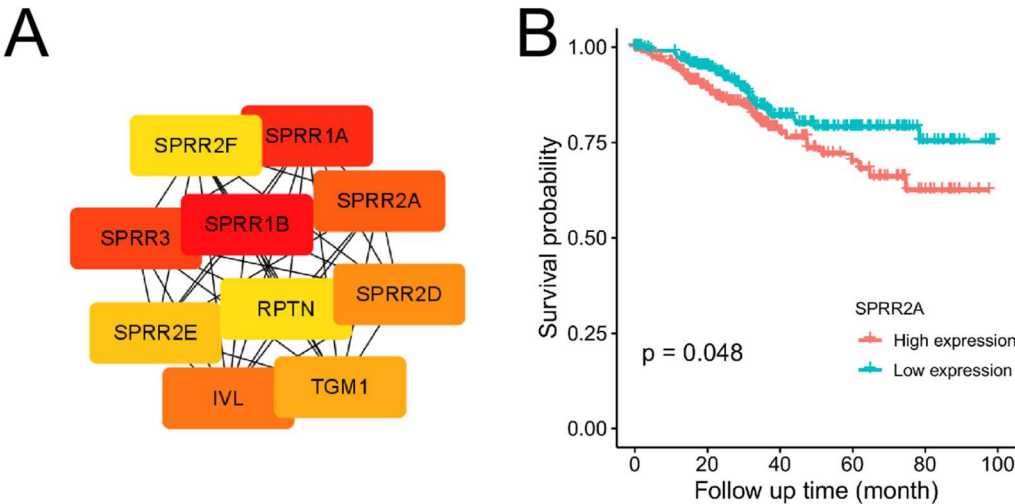 A
SPRR2F
SPRR1A
SPRR2A
SPRR1B
SPRR3
SPRR2D
RPTN
SPRR2E
TGM1
IVL
B
Survival probability
1.00
0.75
0.50
0.25
0.00
p = 0.048
SPRR2A
High expression
Low expression
0 20 40 60 80 100
Follow up time (month)